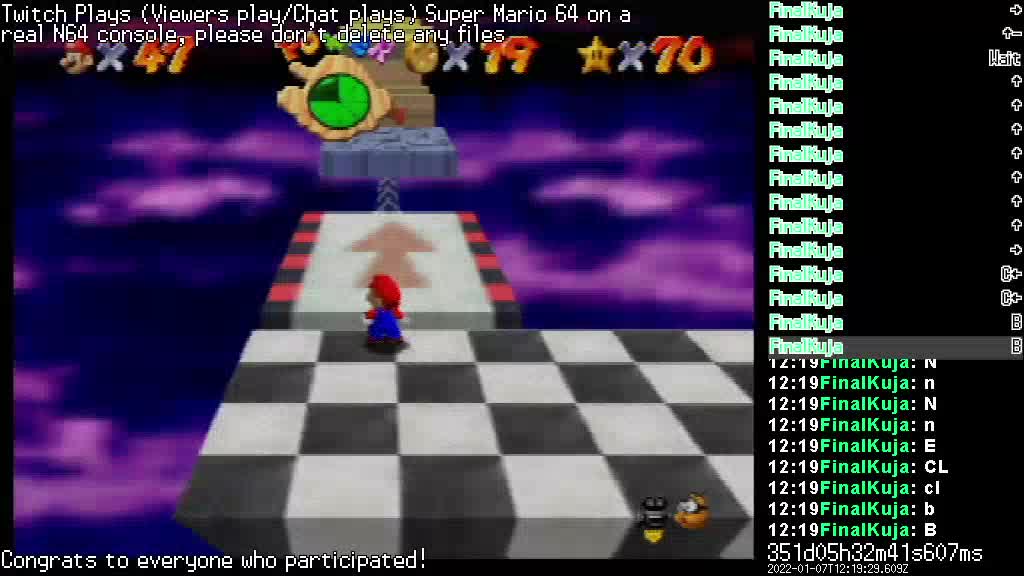 Twitch Plays (Viewers play/Chat plays) Super Mario 64 on a
real N64 console, please don't delete any files
×47
×19
×70
FinalKuja →
FinalKuja ↑←
FinalKuja Wait
FinalKuja ↑
FinalKuja ↑
FinalKuja ↑
FinalKuja ↑
FinalKuja ↑
FinalKuja ↑
FinalKuja ↑
FinalKuja →
FinalKuja C←
FinalKuja C←
FinalKuja B
FinalKuja B
12:19FinalKuja: N
12:19FinalKuja: n
12:19FinalKuja: N
12:19FinalKuja: n
12:19FinalKuja: E
12:19FinalKuja: CL
12:19FinalKuja: cl
12:19FinalKuja: b
12:19FinalKuja: B
351d05h32m41s607ms
2022-01-07T12:19:29.609Z
Congrats to everyone who participated!